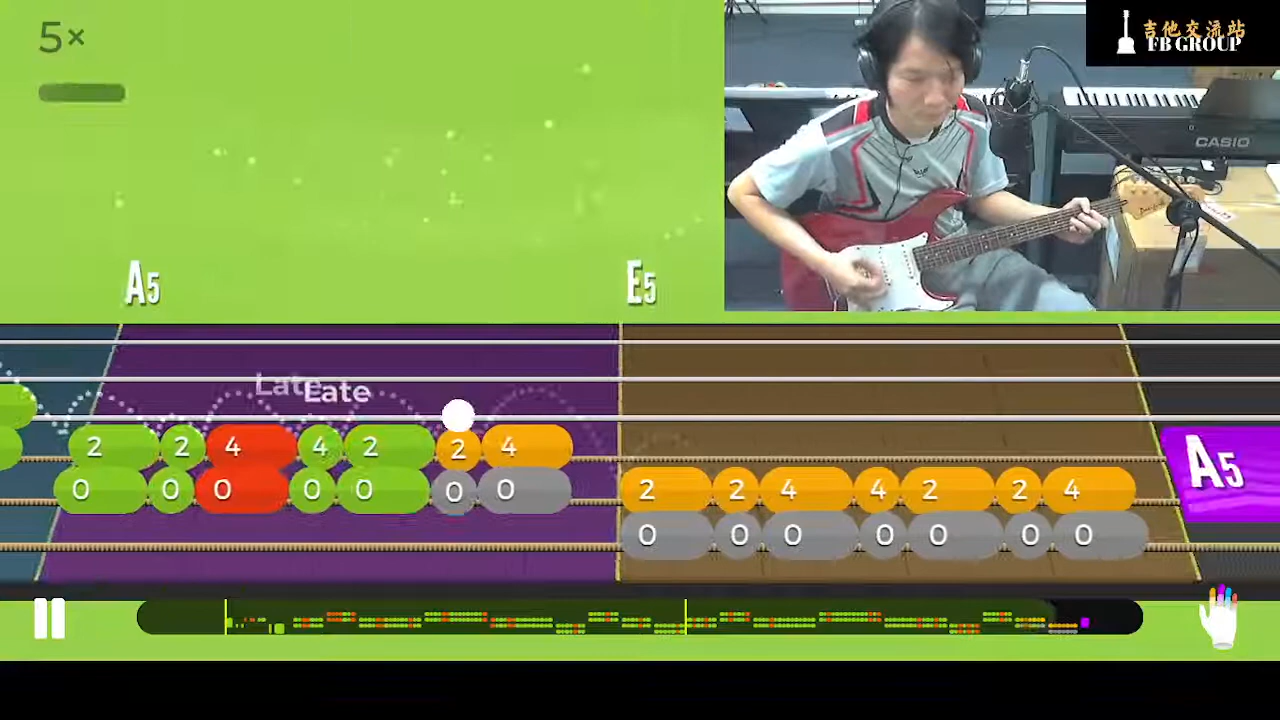 5×
吉他交流站
FB GROUP
CASIO
A5
E5
Late
Late
2 2 4 4 2 2 4
0 0 0 0 0 0 0
A5
2 2 4 4 2 2 4
0 0 0 0 0 0 0